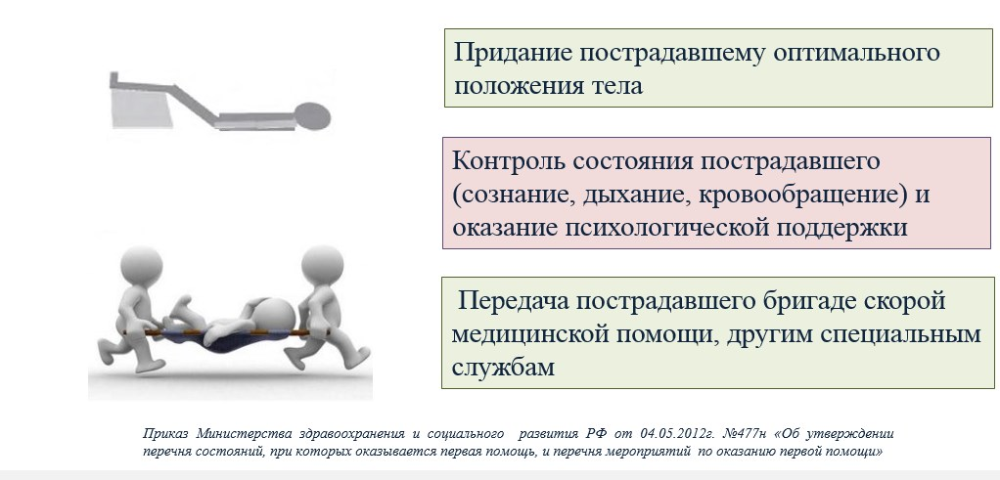 Придание пострадавшему оптимального
положения тела
Контроль состояния пострадавшего
(сознание, дыхание, кровообращение) и
оказание психологической поддержки
Передача пострадавшего бригаде скорой
медицинской помощи, другим специальным
службам
Приказ Министерства здравоохранения и социального развития РФ от 04.05.2012г. №477н «Об утверждении
перечня состояний, при которых оказывается первая помощь, и перечня мероприятий по оказанию первой помощи»